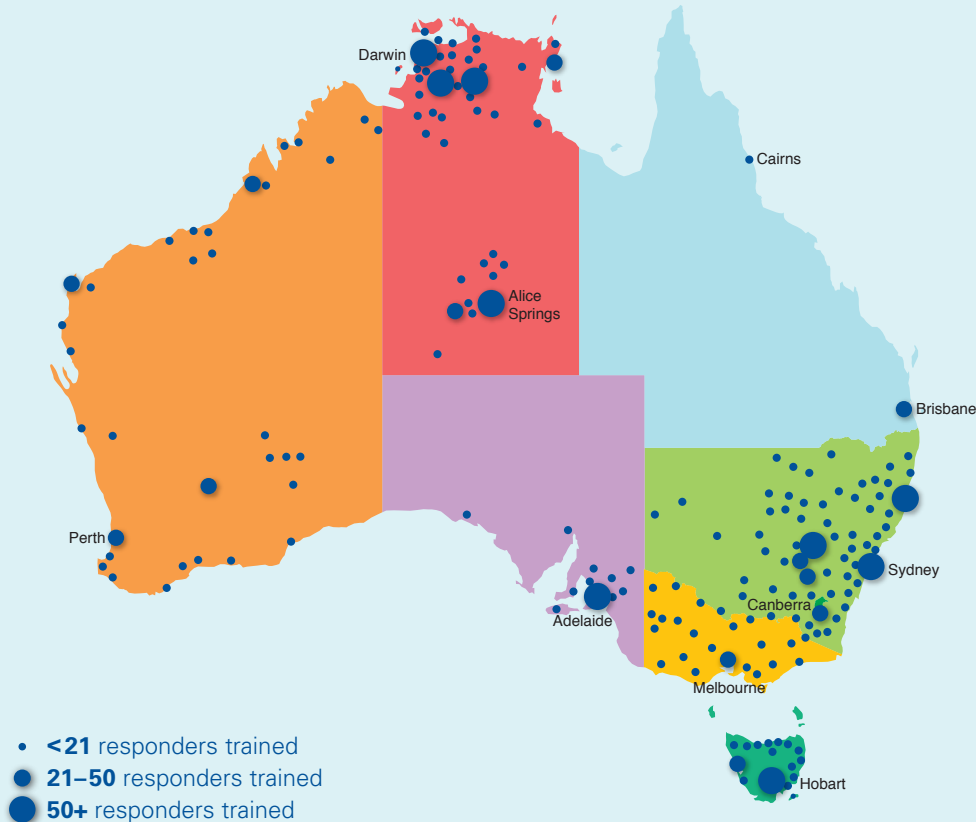 Darwin
Cairns
Alice
Springs
Brisbane
Perth
Sydney
Canberra
Adelaide
Melbourne
Hobart
<21 responders trained
21–50 responders trained
50+ responders trained